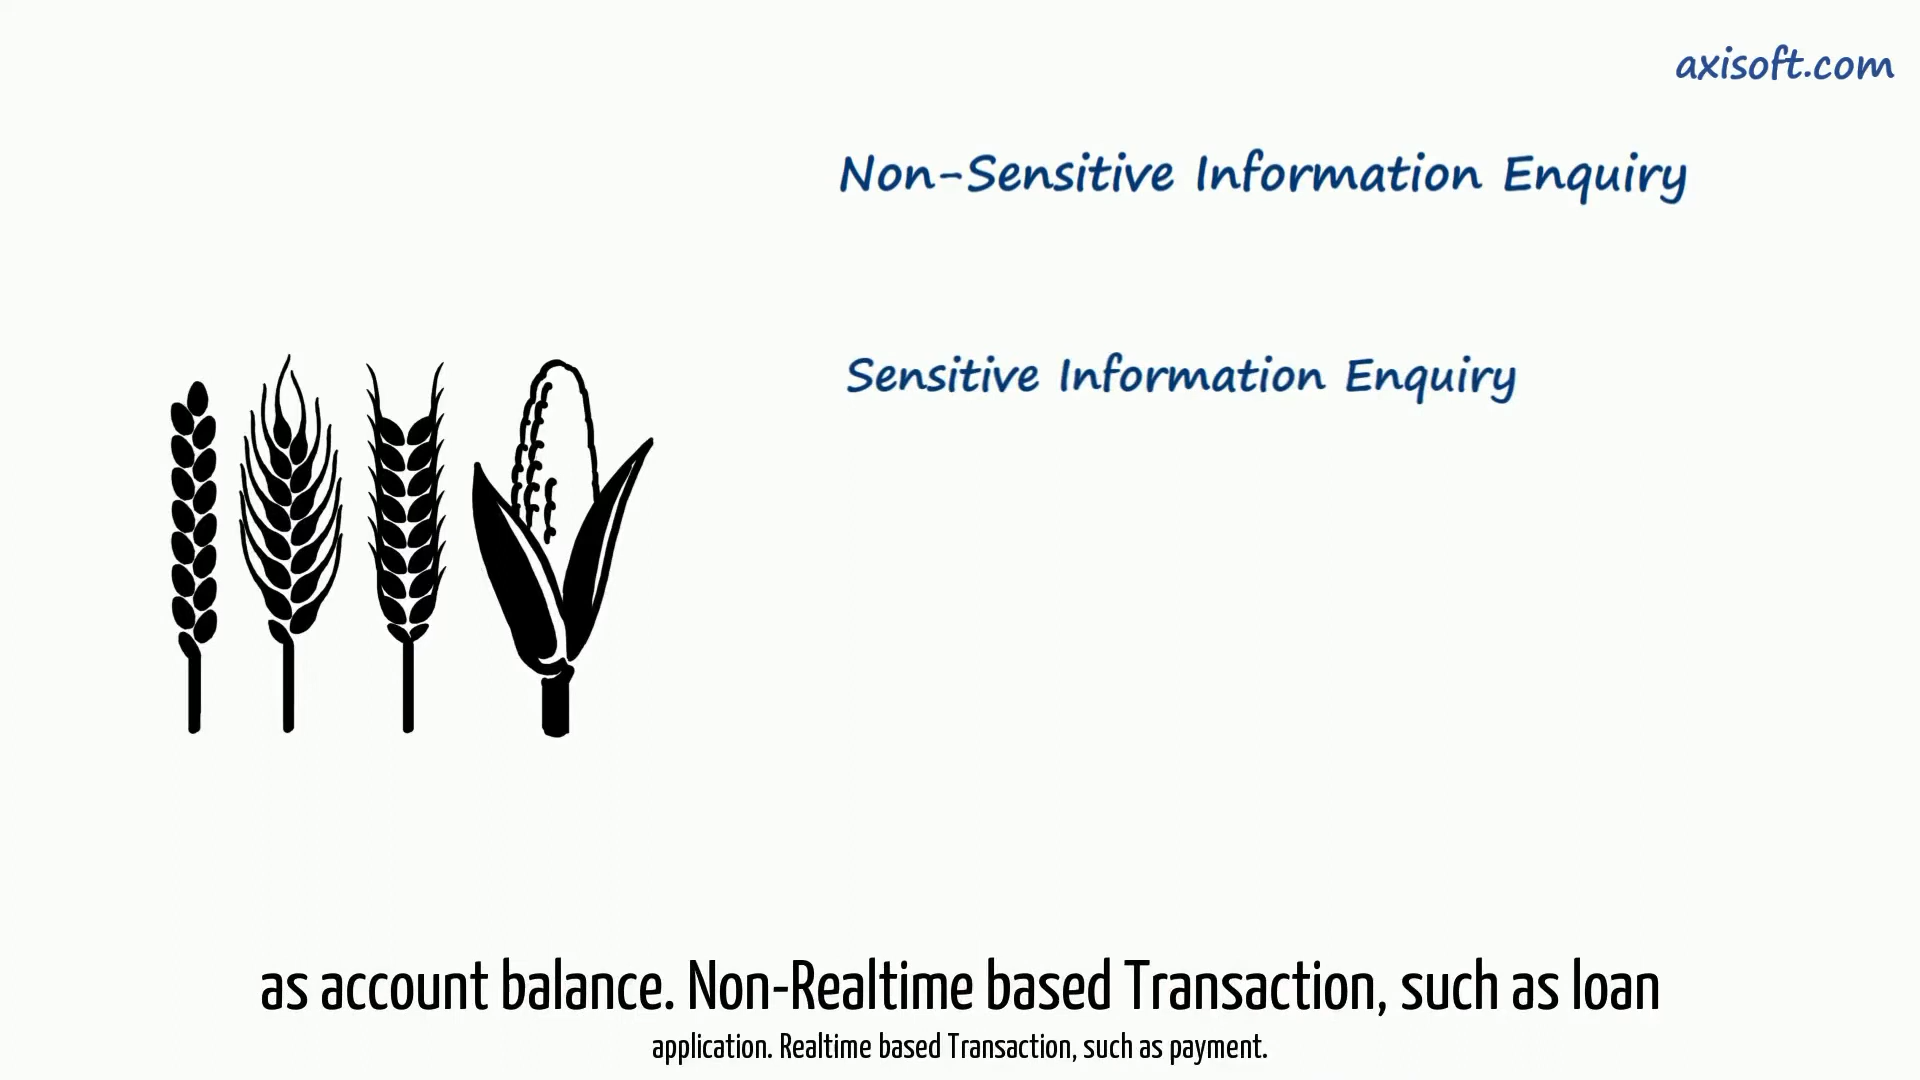 axisoft.com
Non-Sensitive Information Enquiry
Sensitive Information Enquiry
as account balance. Non-Realtime based Transaction, such as loan
application. Realtime based Transaction, such as payment.